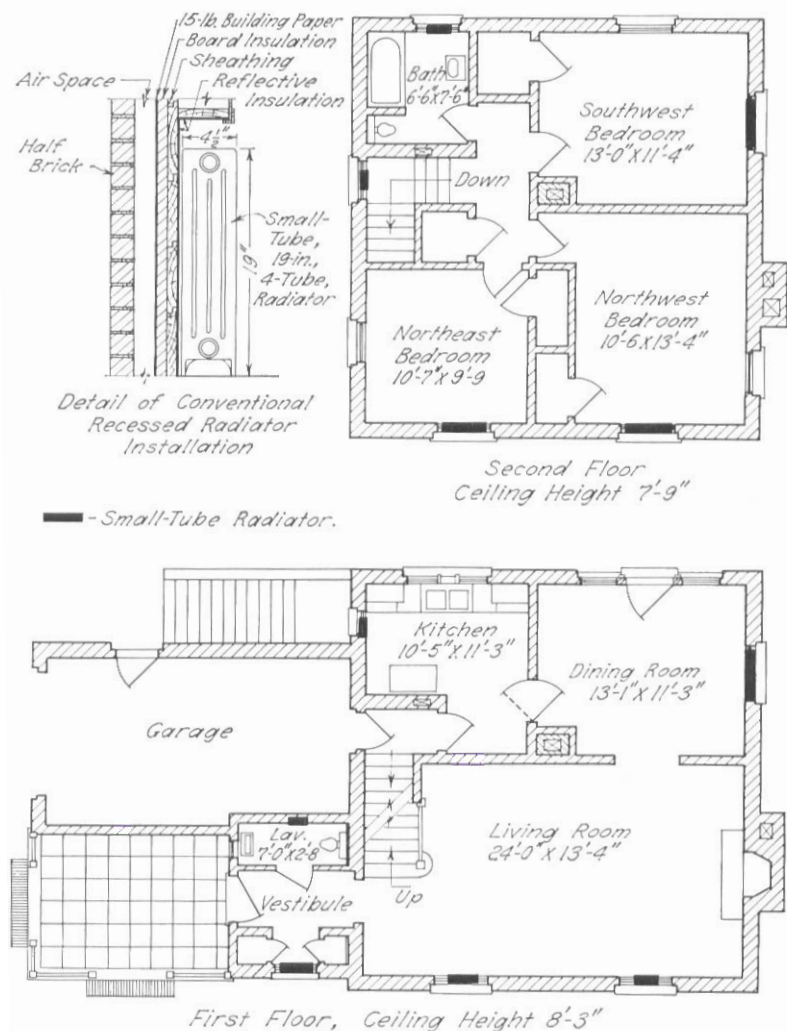 15-lb. Building Paper
Board Insulation
Sheathing
Air Space
Reflective
Insulation
4 1/2"
Half
Brick
Small-
Tube,
19-in.,
4-Tube,
Radiator
19"
Detail of Conventional
Recessed Radiator
Installation
Bath
6'-6"X7'-6"
Southwest
Bedroom
13'-0"X11'-4"
Down
Northwest
Bedroom
10'-6X13'-4"
Northeast
Bedroom
10'-7"X9'-9
Second Floor
Ceiling Height 7'-9"
- Small-Tube Radiator.
Kitchen
10'-5"X11'-3"
Dining Room
13'-1"X11'-3"
Garage
Lav.
7'-0"X2'-8
Living Room
24'-0"X13'-4"
Vestibule
Up
First Floor, Ceiling Height 8'-3"